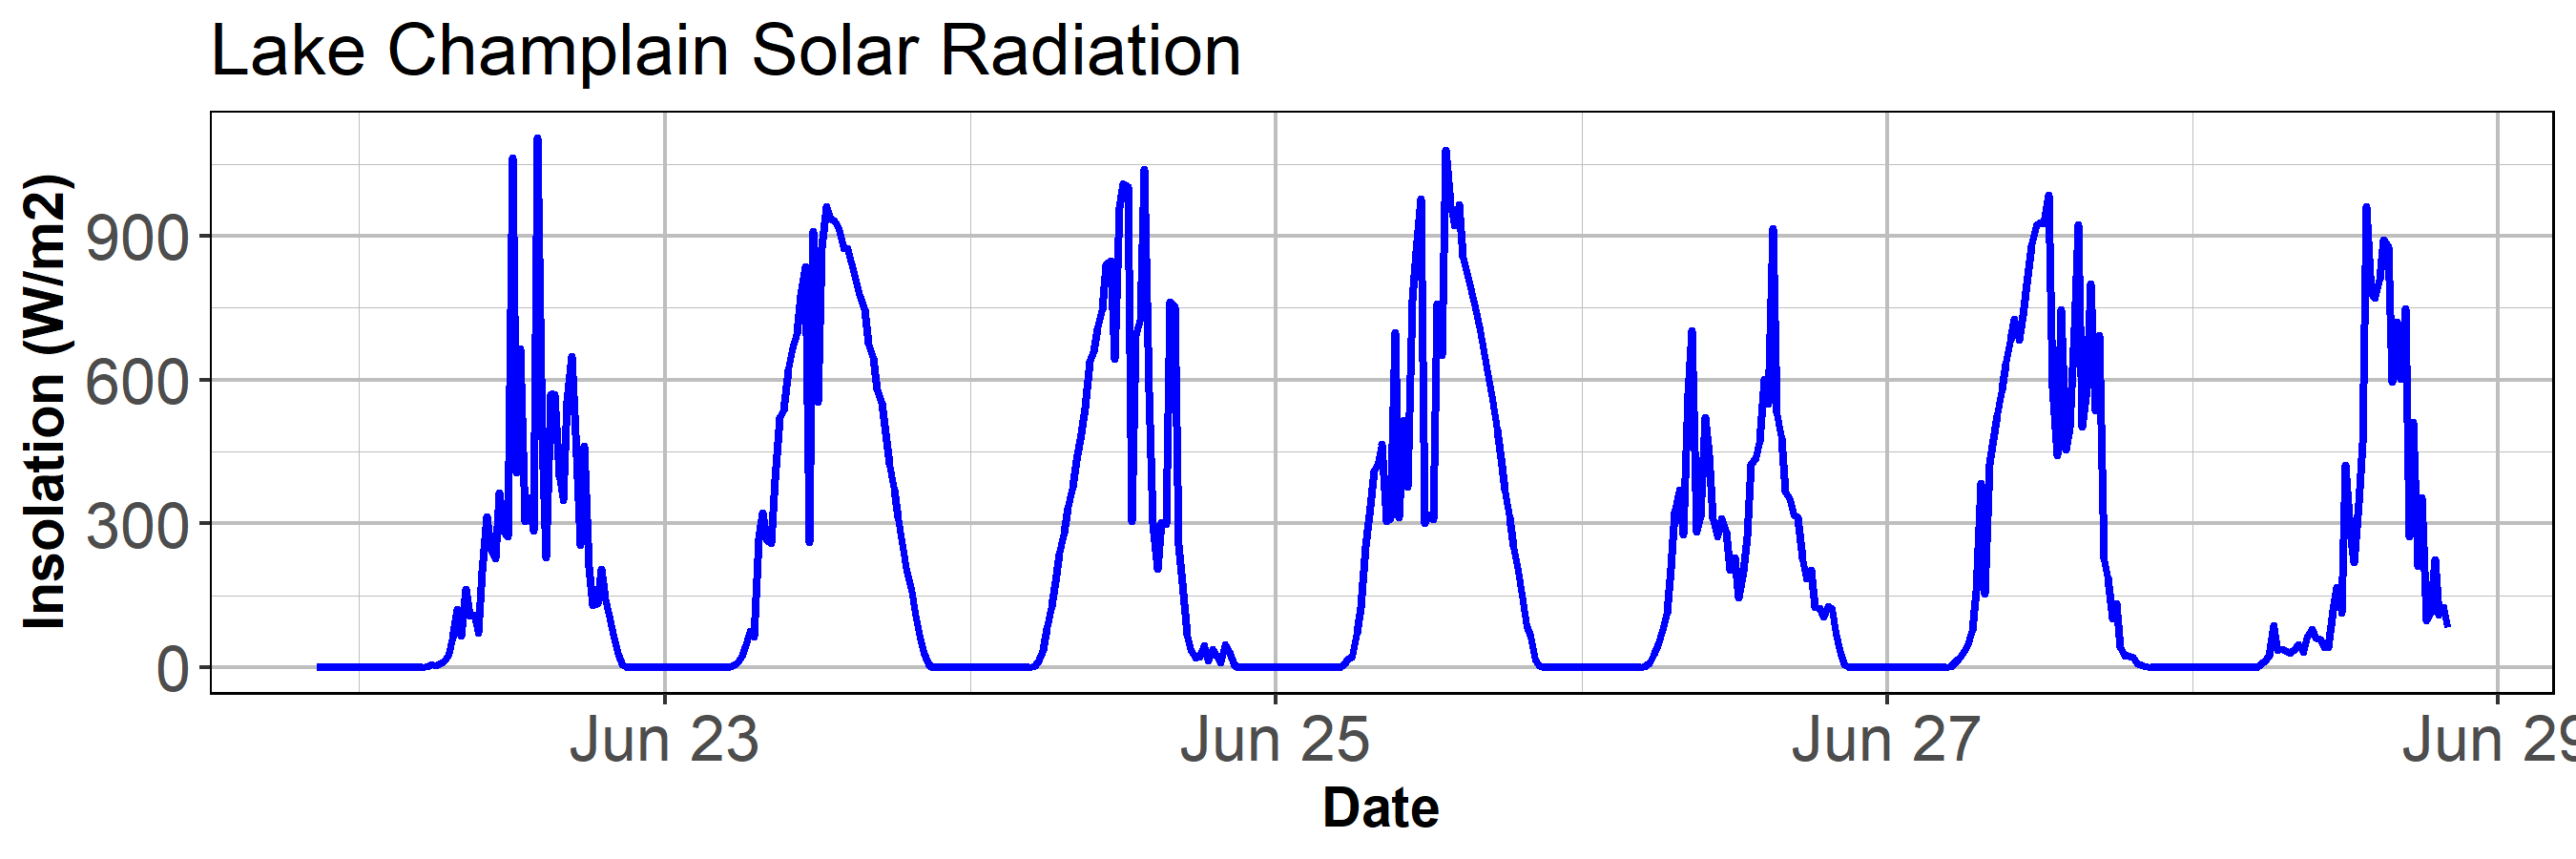 Lake Champlain Solar Radiation
Insolation (W/m2)
900
600
300
0
Jun 23
Jun 25
Jun 27
Jun 29
Date